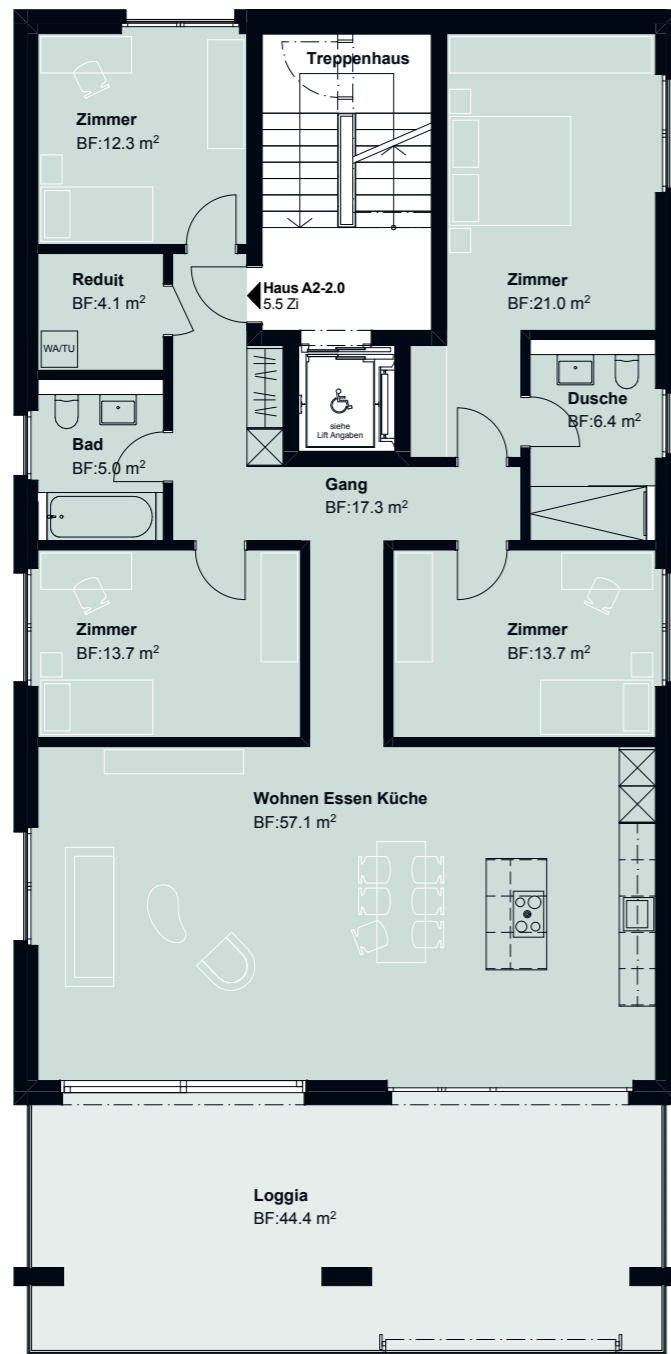 Treppenhaus
Zimmer
BF:12.3 m²
Reduit
BF:4.1 m²
WA/TU
Haus A2-2.0
5.5 Zi
Zimmer
BF:21.0 m²
siehe
Lift Angaben
Dusche
BF:6.4 m²
Bad
BF:5.0 m²
Gang
BF:17.3 m²
Zimmer
BF:13.7 m²
Zimmer
BF:13.7 m²
Wohnen Essen Küche
BF:57.1 m²
Loggia
BF:44.4 m²